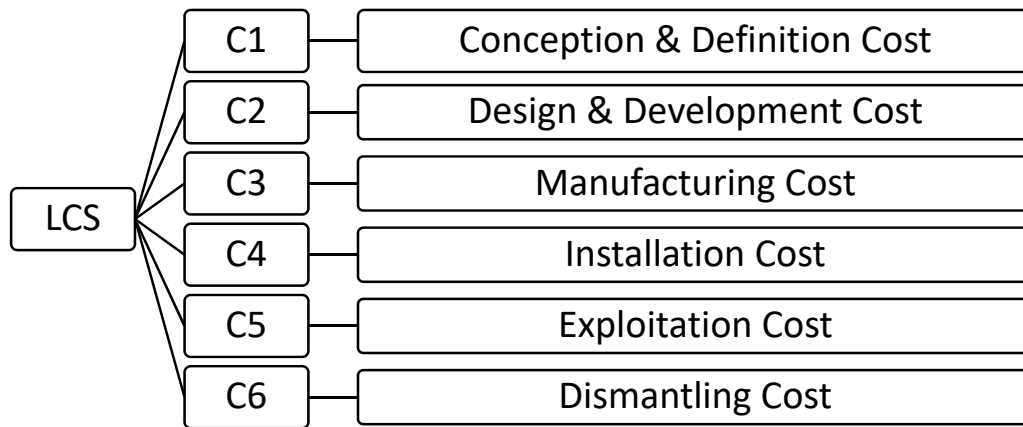 C1
Conception & Definition Cost
C2
Design & Development Cost
C3
Manufacturing Cost
LCS
C4
Installation Cost
C5
Exploitation Cost
C6
Dismantling Cost